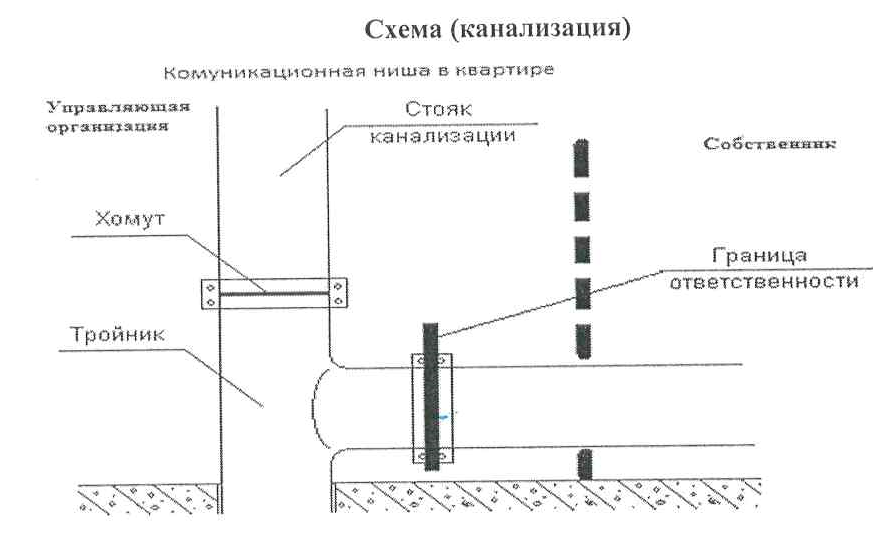 Схема (канализация)
Комуникационная ниша в квартире
Управляющая
организация
Стояк
канализации
Собственник
Хомут
Граница
ответственности
Тройник